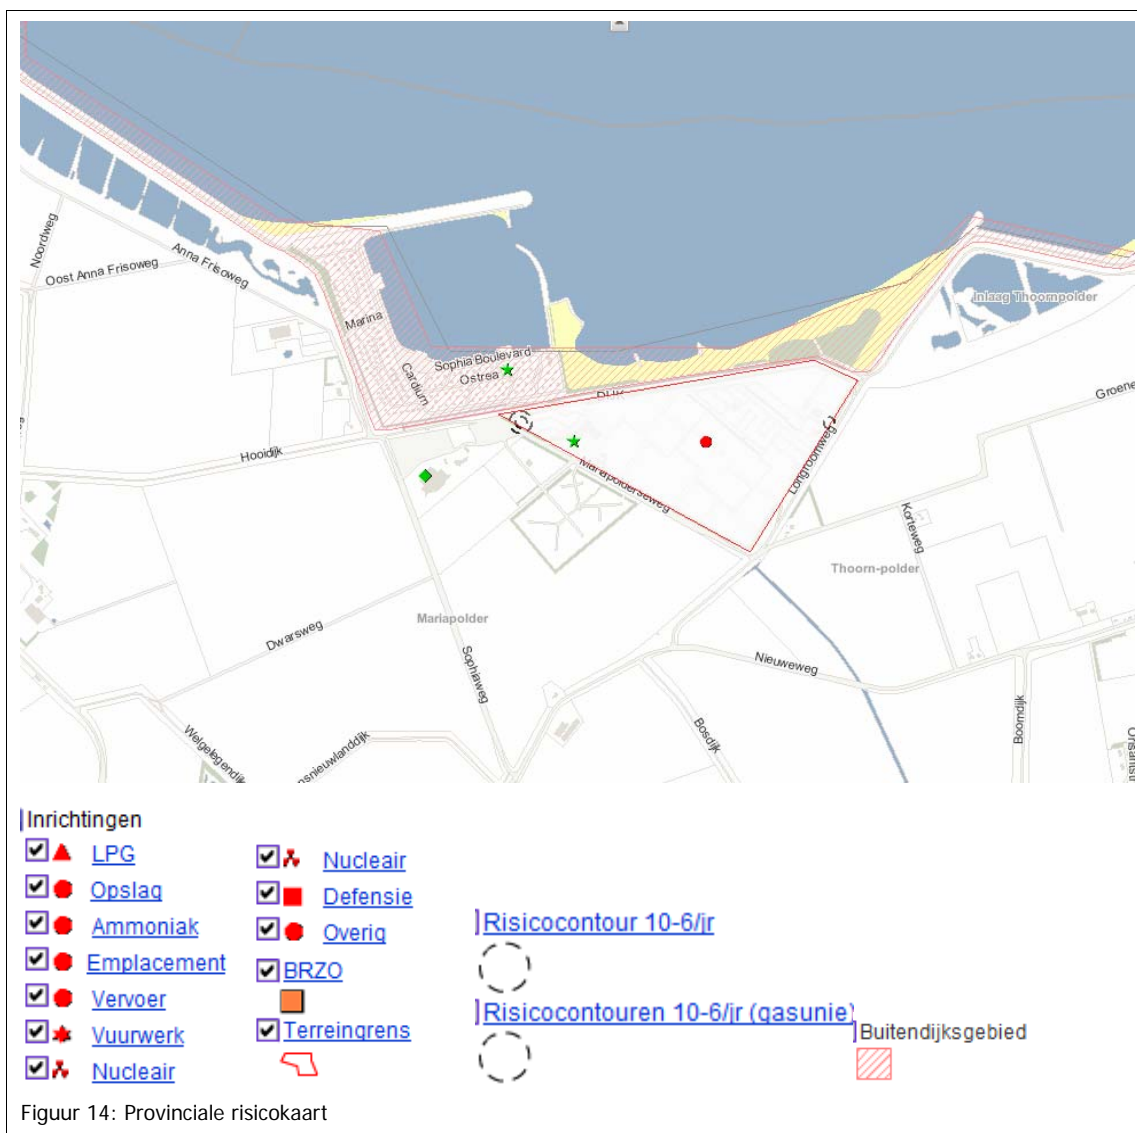 Noordweg
Oost Anna Frisoweg
Anna Frisoweg
Marina
Cardium
Sophia Boulevard
Ostrea
Inlaag Thoornpolder
Groene
Hooidijk
Mariapolderseweg
Longroomweg
Korteweg
Thoorn-polder
Mariapolder
Dwarsweg
Sophiaweg
Nieuweweg
Welgelegendijk
nsnieuwlanddijk
Bosdijk
Boomdijk
Inrichtingen
LPG
Opslag
Ammoniak
Emplacement
Vervoer
Vuurwerk
Nucleair
Nucleair
Defensie
Overig
BRZO
Terreingrens
Risicocontour 10-6/jr
Risicocontouren 10-6/jr (gasunie)
Buitendijksgebied
Figuur 14: Provinciale risicokaart